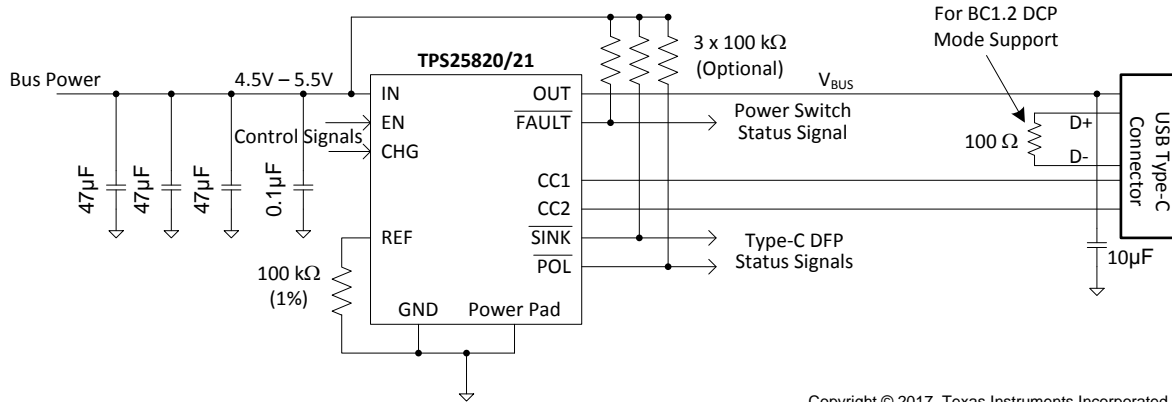 For BC1.2 DCP
Mode Support
3 x 100 kΩ
(Optional)
TPS25820/21
Bus Power
4.5V – 5.5V
IN
OUT
VBUS
EN
FAULT
Power Switch
Status Signal
Control Signals
CHG
D+
100 Ω
D-
USB Type-C
Connector
47µF
47µF
47µF
0.1µF
CC1
CC2
REF
SINK
Type-C DFP
Status Signals
POL
10µF
100 kΩ
(1%)
GND
Power Pad
Copyright © 2017, Texas Instruments Incorporated